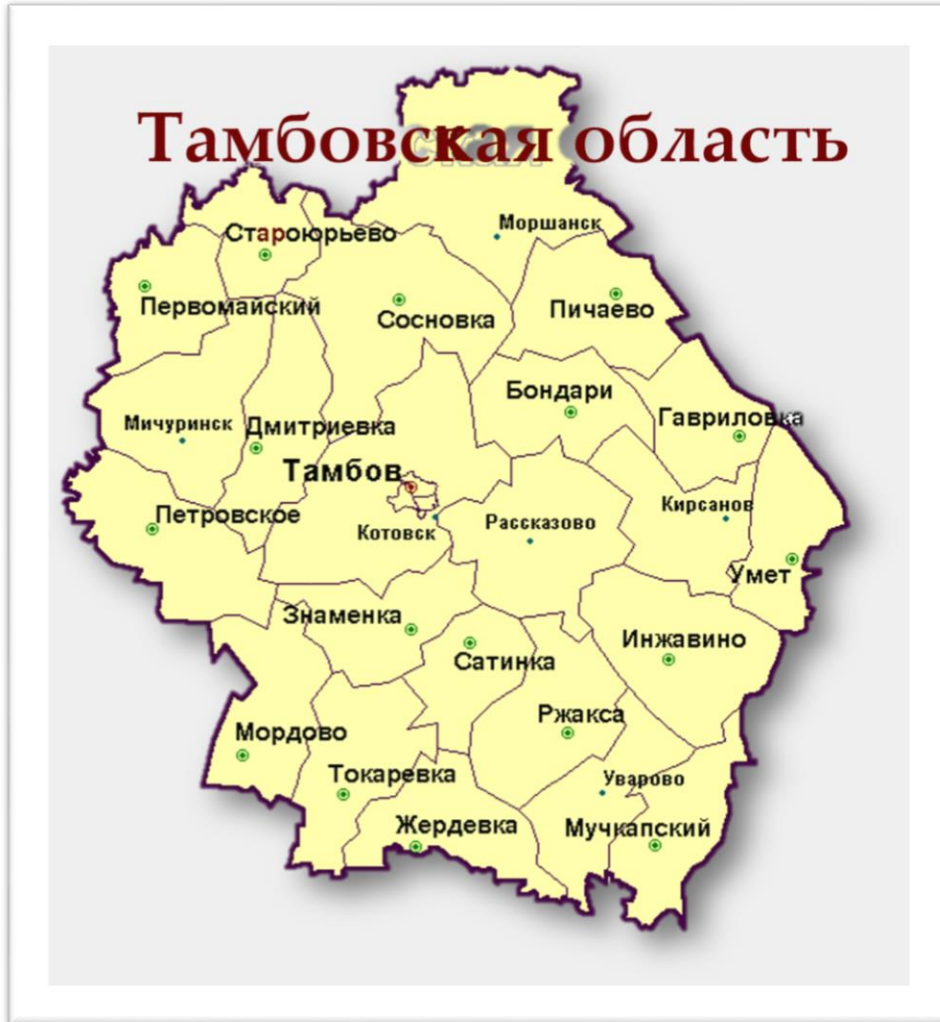 Тамбовская область
Моршанск
Староюрьево
Первомайский
Сосновка
Пичаево
Бондари
Гавриловка
Мичуринск
Дмитриевка
Тамбов
Петровское
Котовск
Рассказово
Кирсанов
Умет
Знаменка
Сатинка
Инжавино
Ржакса
Мордово
Токаревка
Уварово
Жердевка
Мучкапский